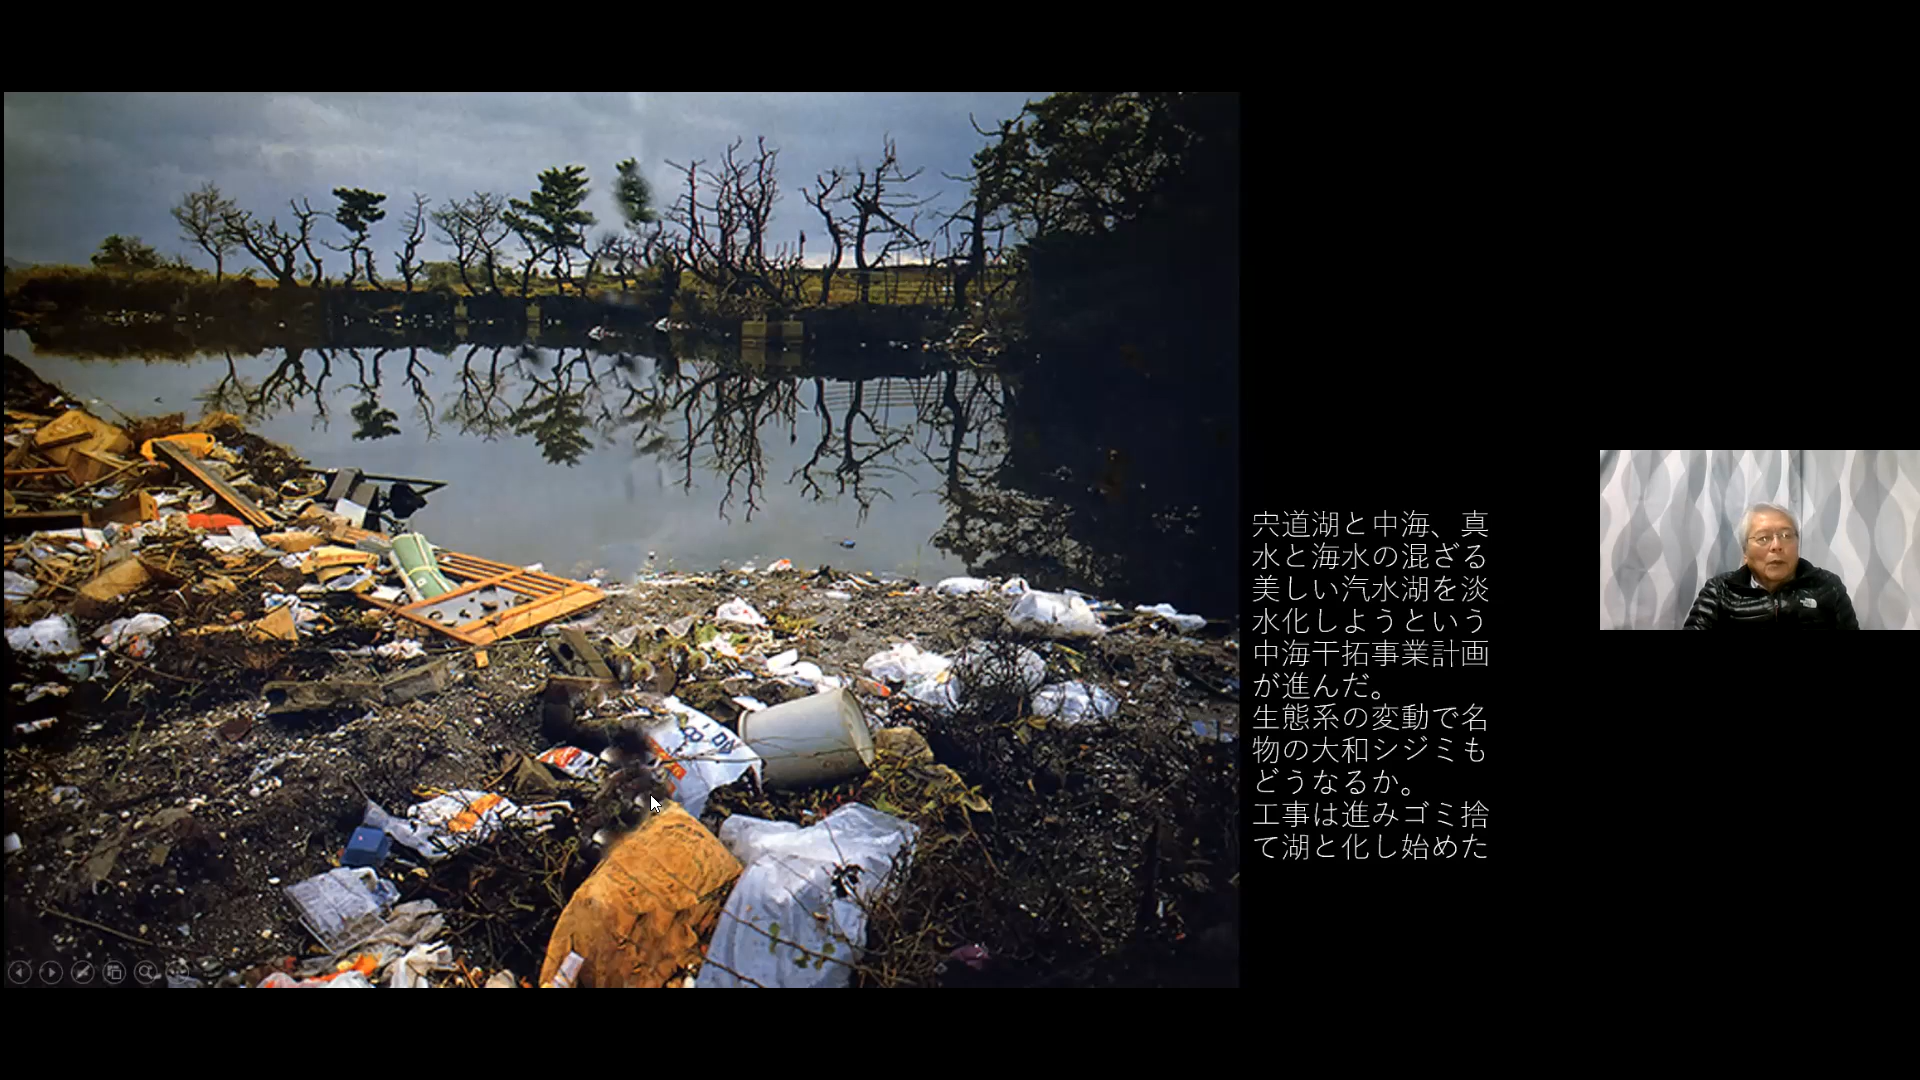 宍道湖と中海、真
水と海水の混ざる
美しい汽水湖を淡
水化しようという
中海干拓事業計画
が進んだ。
生態系の変動で名
物の大和シジミも
どうなるか。
工事は進みゴミ捨
て湖と化し始めた